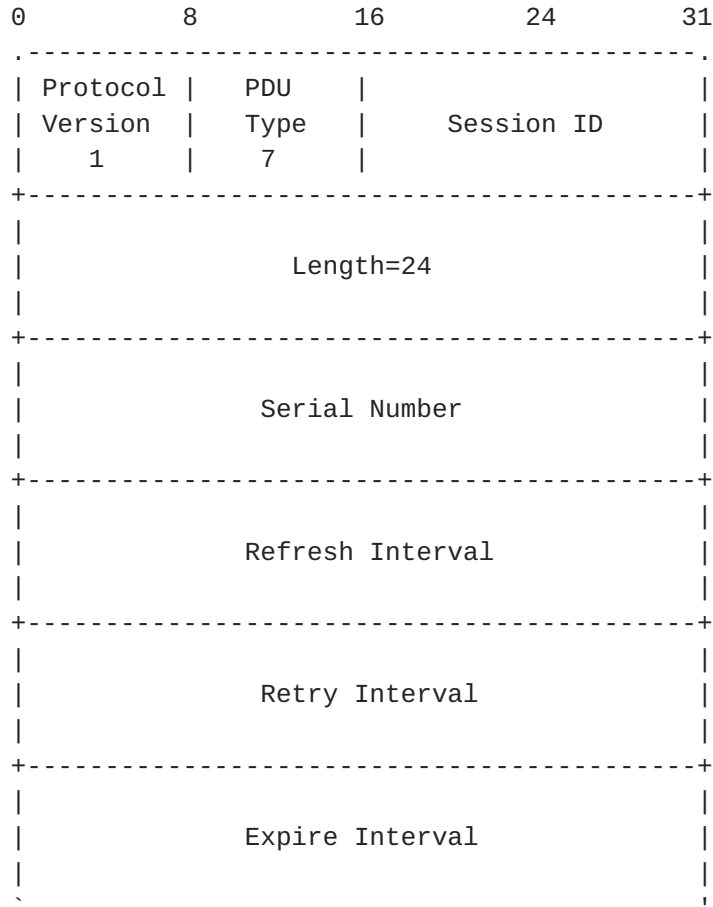 0          8          16         24        31
.-------------------------------------------.
| Protocol |   PDU    |                     |
| Version  |   Type   |     Session ID      |
|    1     |    7     |                     |
+-------------------------------------------+
|                                           |
|                 Length=24                 |
|                                           |
+-------------------------------------------+
|                                           |
|               Serial Number               |
|                                           |
+-------------------------------------------+
|                                           |
|              Refresh Interval             |
|                                           |
+-------------------------------------------+
|                                           |
|               Retry Interval              |
|                                           |
+-------------------------------------------+
|                                           |
|              Expire Interval              |
|                                           |
`                                           '